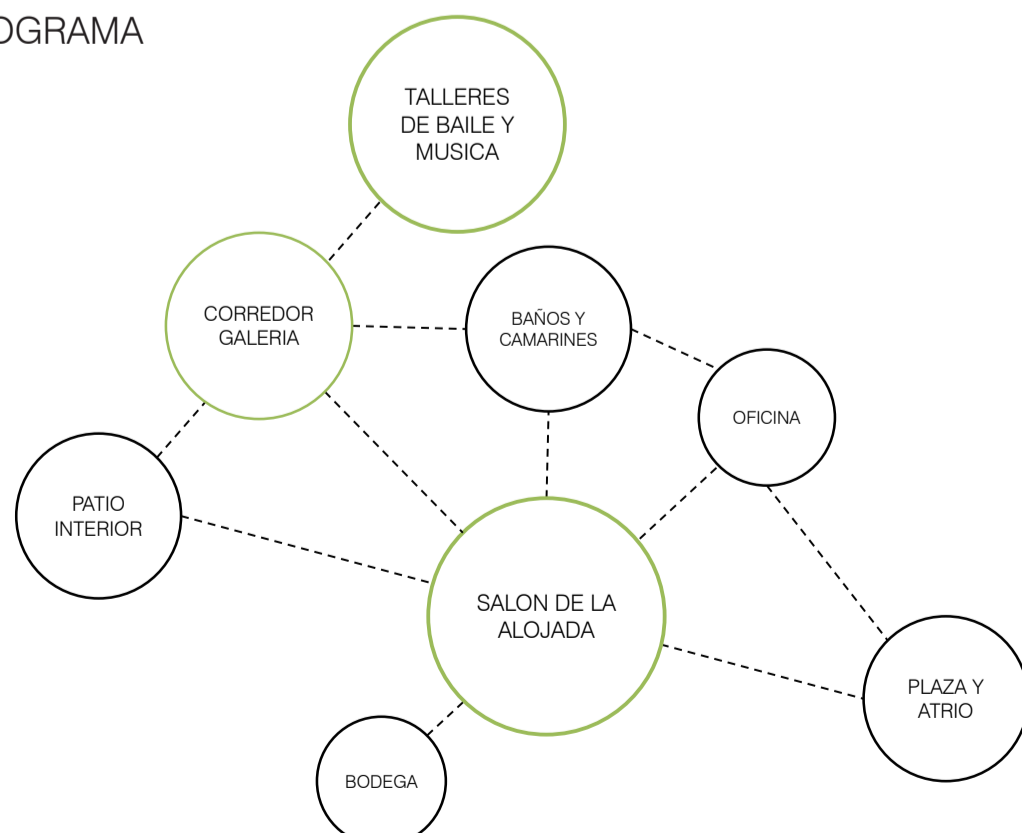 OGRAMA
TALLERES
DE BAILE Y
MUSICA
CORREDOR
GALERIA
BAÑOS Y
CAMARINES
OFICINA
PATIO
INTERIOR
SALON DE LA
ALOJADA
PLAZA Y
ATRIO
BODEGA